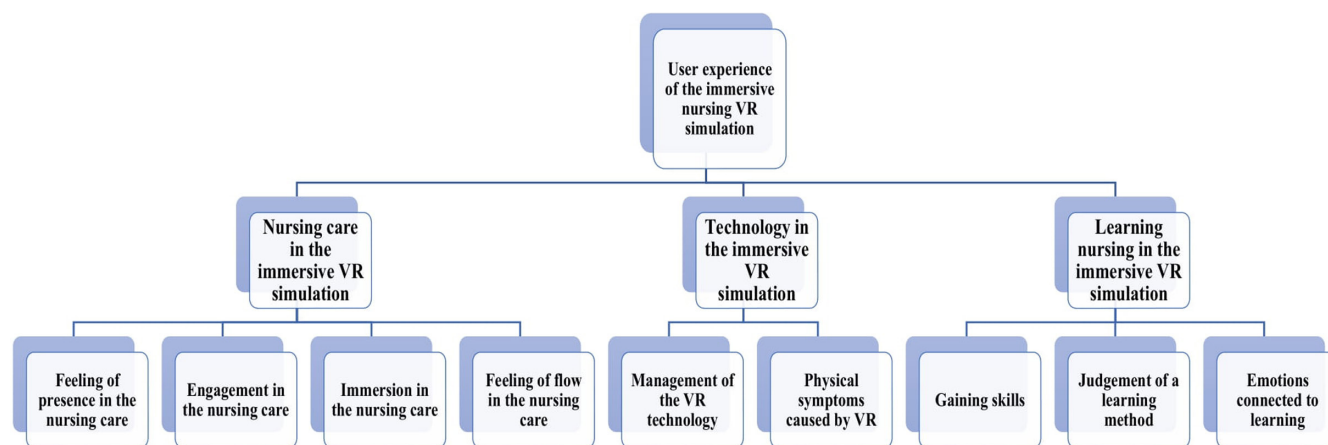 User experience
of the immersive
nursing VR
simulation
Nursing care
in the
immersive VR
simulation
Technology in
the immersive
VR
simulation
Learning
nursing in the
immersive VR
simulation
Feeling of
presence in the
nursing care
Engagement in
the nursing care
Immersion in
the nursing care
Feeling of flow
in the nursing
care
Management of
the VR
technology
Physical
symptoms
caused by VR
Gaining skills
Judgement of a
learning
method
Emotions
connected to
learning